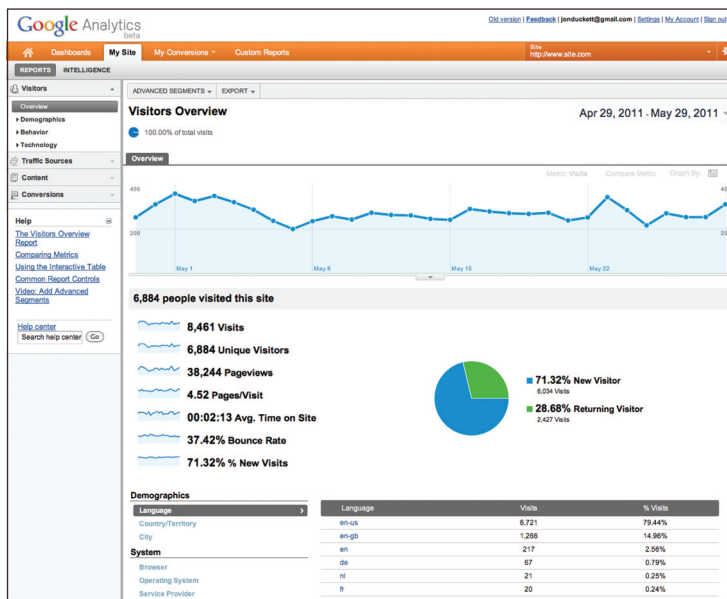 Google Analytics
beta
Old version | Feedback | jonduckett@gmail.com | Settings | My Account | Sign out
Dashboards My Site My Conversions Custom Reports
Site
http://www.site.com
REPORTS INTELLIGENCE
Visitors
Overview
Demographics
Behavior
Technology
Traffic Sources
Content
Conversions
Help
The Visitors Overview
Report
Comparing Metrics
Using the Interactive Table
Common Report Controls
Video: Add Advanced
Segments
Help center
Search help center Go
ADVANCED SEGMENTS EXPORT
Visitors Overview
Apr 29, 2011 - May 29, 2011
100.00% of total visits
Overview
Metric: Visits Compare Metric Graph By:
400
200
May 1 May 8 May 15 May 22
6,884 people visited this site
8,461 Visits
6,884 Unique Visitors
38,244 Pageviews
4.52 Pages/Visit
00:02:13 Avg. Time on Site
37.42% Bounce Rate
71.32% % New Visits
71.32% New Visitor
6,034 Visits
28.68% Returning Visitor
2,427 Visits
Demographics
Language
Country/Territory
City
System
Browser
Operating System
Service Provider
Language Visits % Visits
en-us 6,721 79.44%
en-gb 1,266 14.96%
en 217 2.56%
de 67 0.79%
nl 21 0.25%
fr 20 0.24%